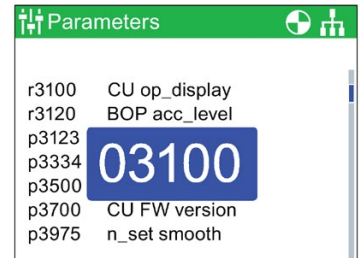 Parameters
r3100 CU op_display
r3120 BOP acc_level
p3123
p3334
03100
p3500
p3700 CU FW version
p3975 n_set smooth